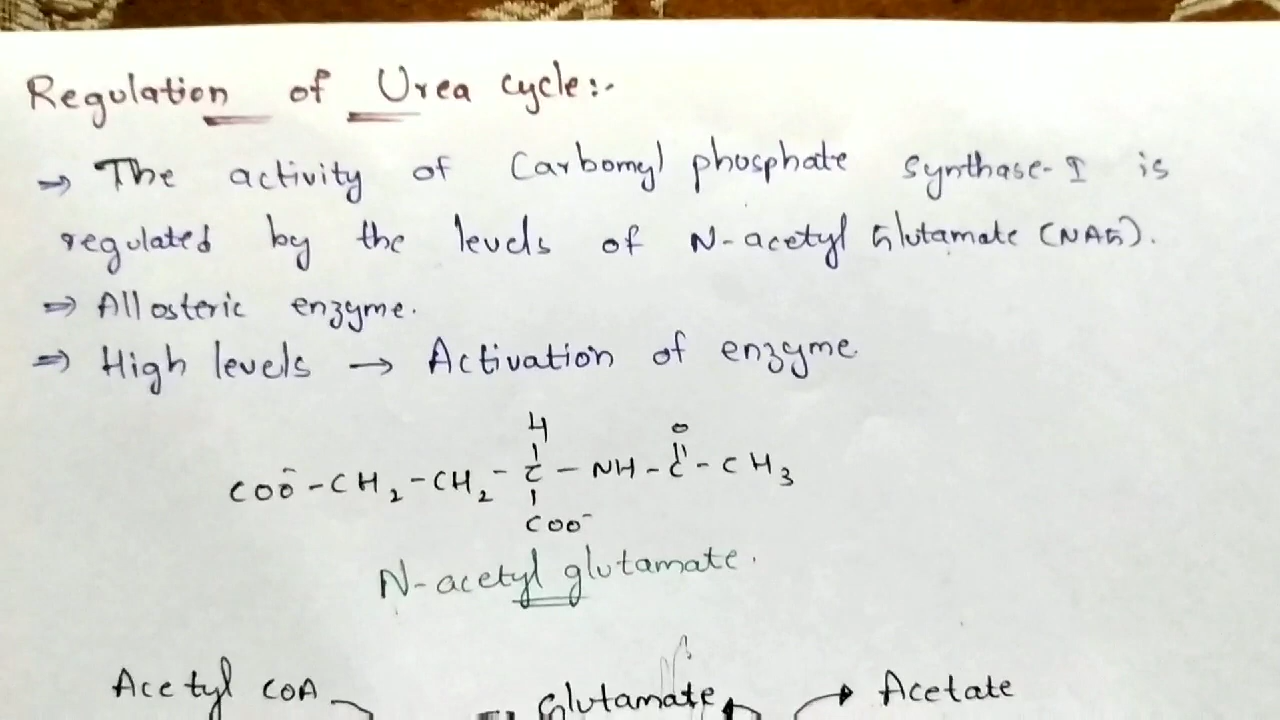 Regulation of Urea cycle:-
→ The activity of Carbomyl phosphate synthase-I is
regulated by the levels of N-acetyl Glutamate (NAG).
⇒ Allosteric enzyme.
⇒ High levels → Activation of enzyme.
H O
COO⁻-CH₂-CH₂-C-NH-C-CH₃
COO⁻
N-acetyl glutamate.
Acetyl COA Glutamate Acetate